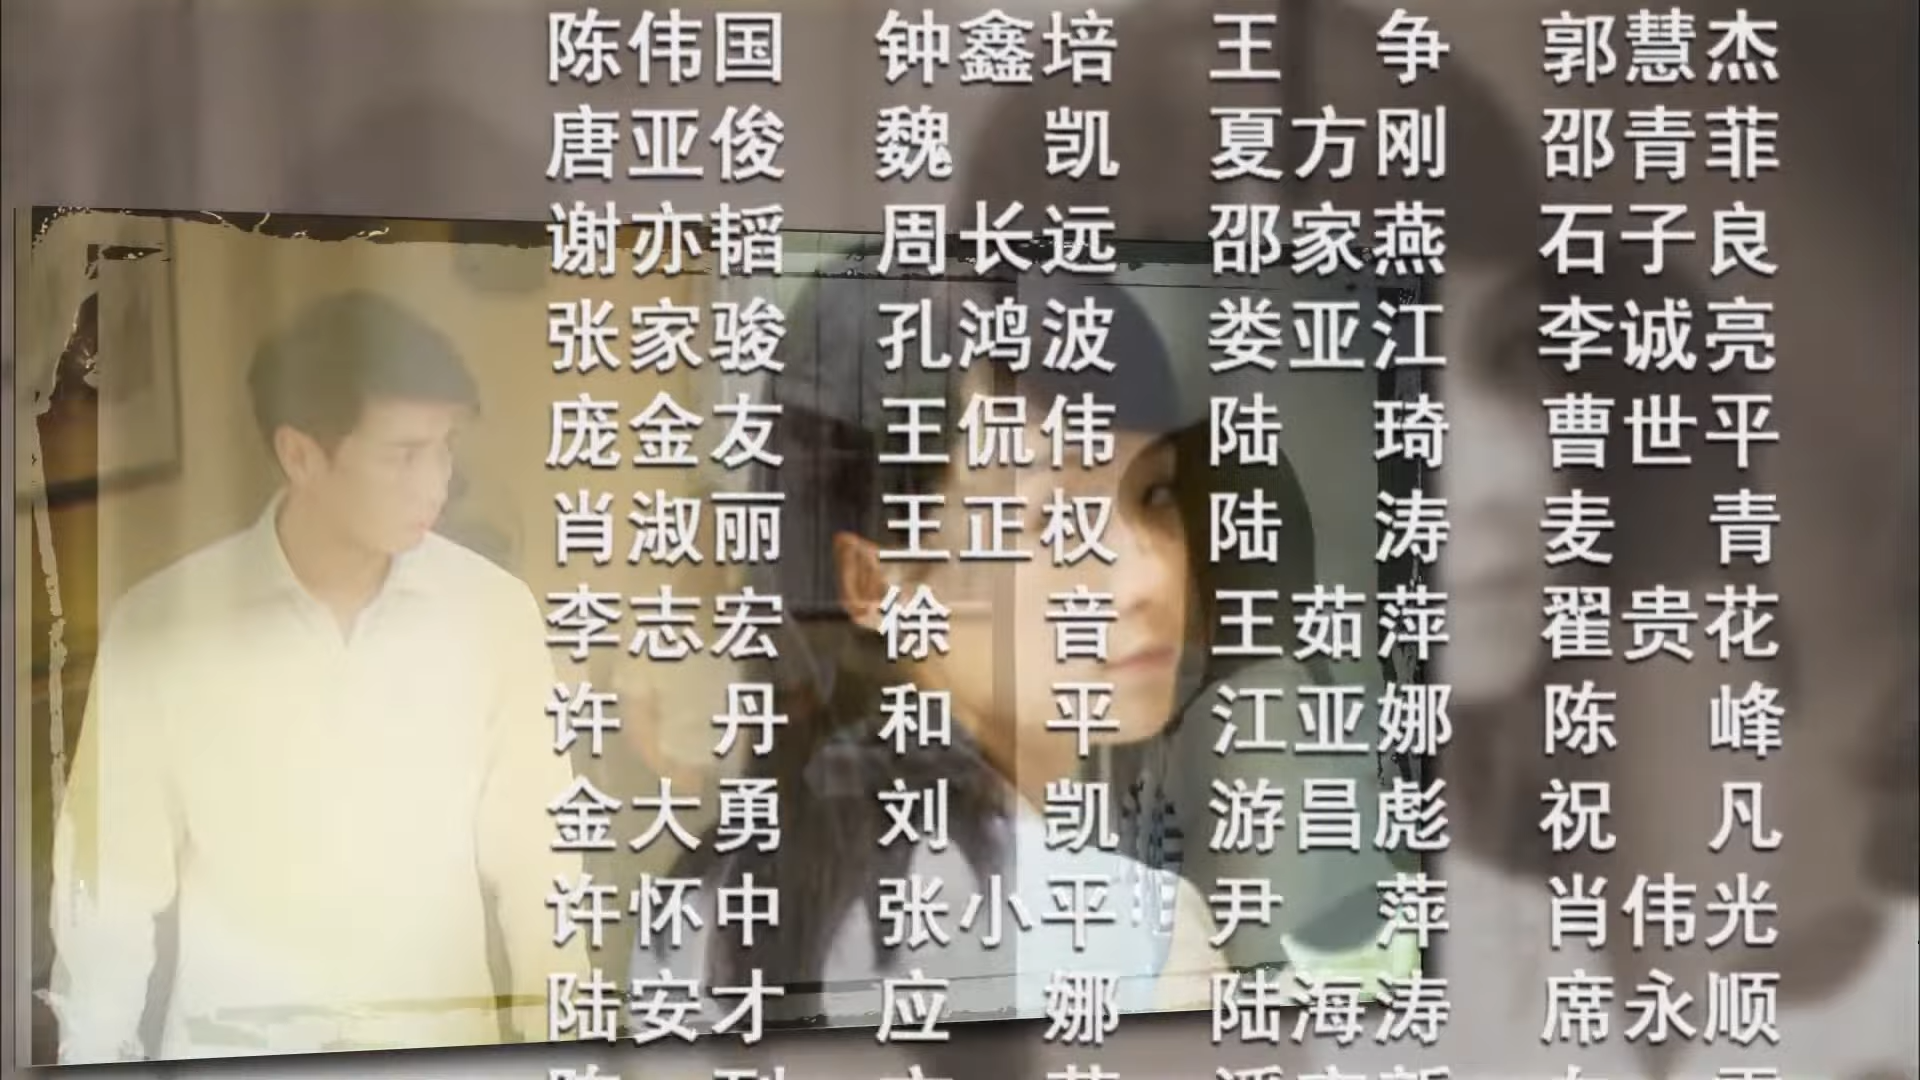 陈伟国 钟鑫培 王争 郭慧杰
唐亚俊 魏凯 夏方刚 邵青菲
谢亦韬 周长远 邵家燕 石子良
张家骏 孔鸿波 娄亚江 李诚亮
庞金友 王侃伟 陆琦 曹世平
肖淑丽 王正权 陆涛 麦青
李志宏 徐音 王茹萍 翟贵花
许丹 和平 江亚娜 陈峰
金大勇 刘凯 游昌彪 祝凡
许怀中 张小平 尹萍 肖伟光
陆安才 应娜 陆海涛 席永顺